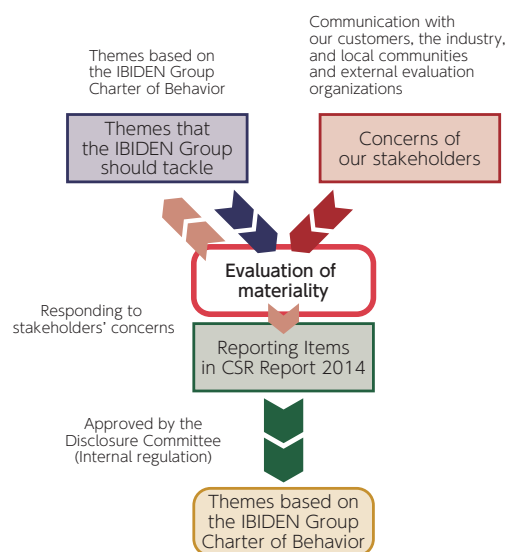 Themes based on
the IBIDEN Group
Charter of Behavior
Communication with
our customers, the industry,
and local communities
and external evaluation
organizations
Themes that
the IBIDEN Group
should tackle
Concerns of
our stakeholders
Evaluation of
materiality
Responding to
stakeholders’ concerns
Reporting Items
in CSR Report 2014
Approved by the
Disclosure Committee
(Internal regulation)
Themes based on
the IBIDEN Group
Charter of Behavior